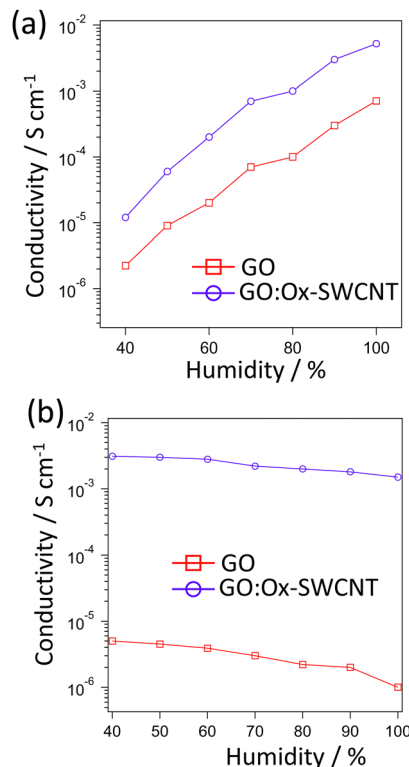 (a)
Conductivity / S cm⁻¹
10⁻²
10⁻³
10⁻⁴
10⁻⁵
10⁻⁶
GO
GO:Ox-SWCNT
40 60 80 100
Humidity / %
(b)
Conductivity / S cm⁻¹
10⁻²
10⁻³
10⁻⁴
10⁻⁵
10⁻⁶
GO
GO:Ox-SWCNT
40 50 60 70 80 90 100
Humidity / %